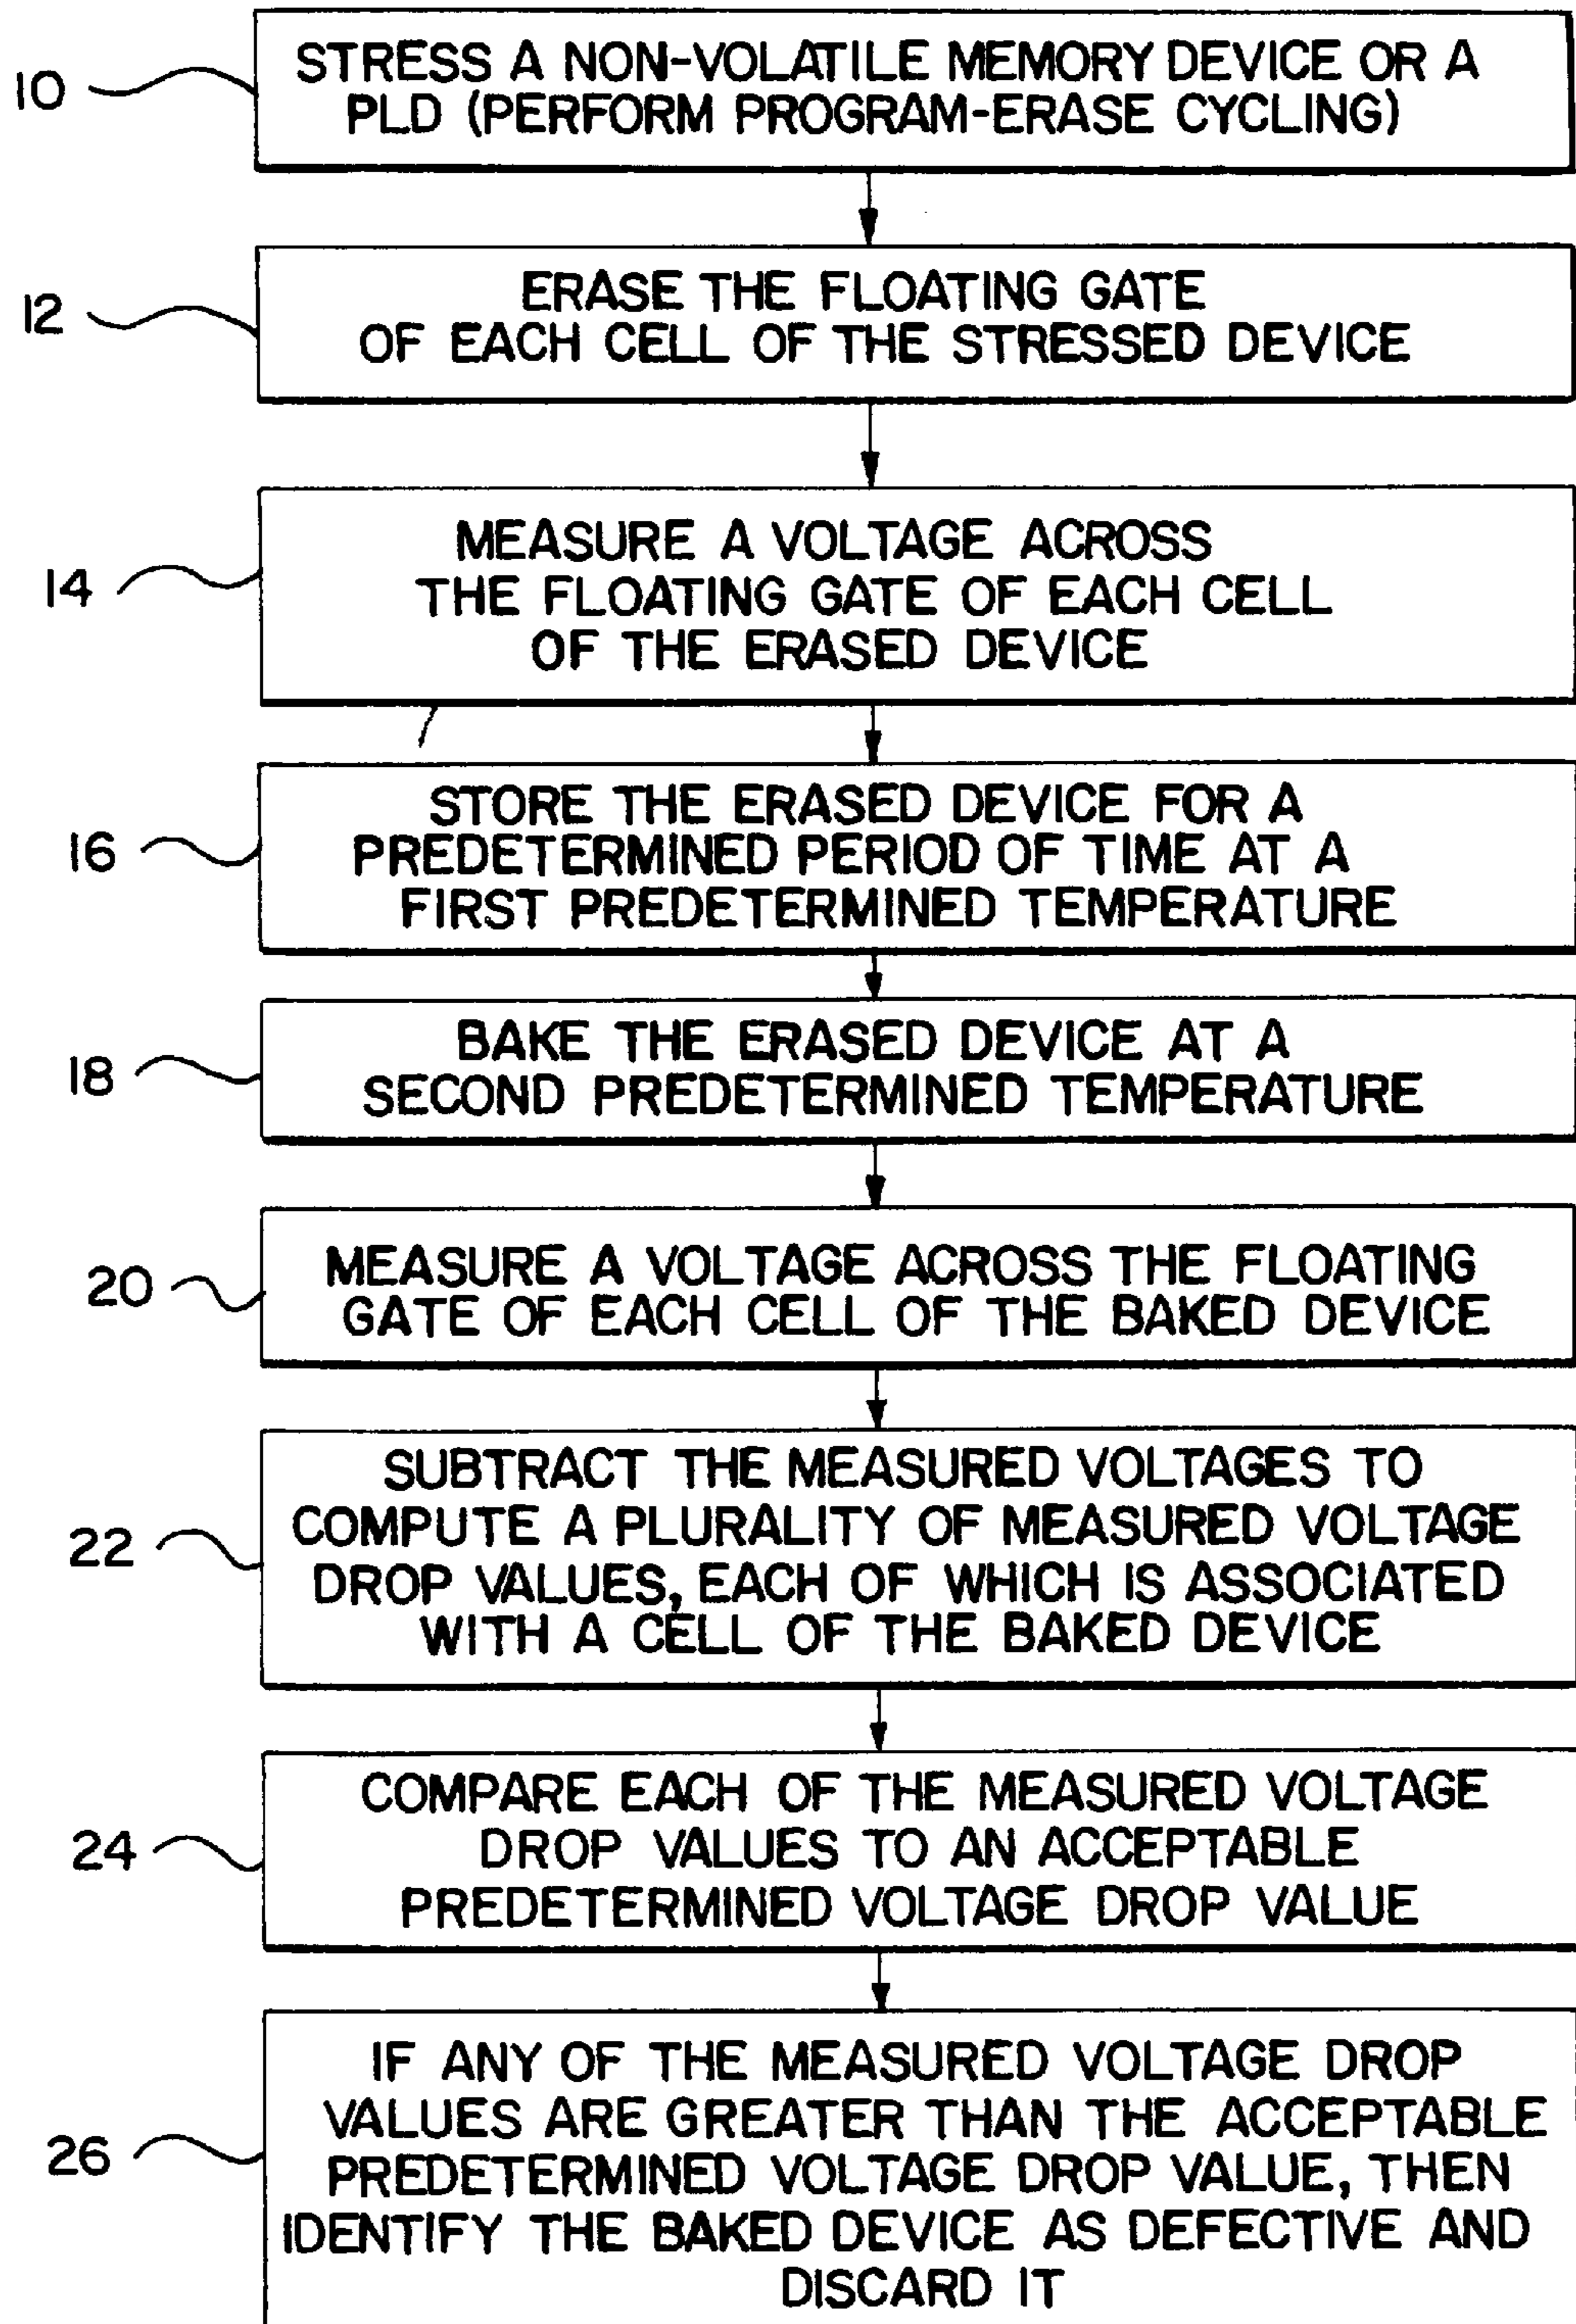 10
STRESS A NON-VOLATILE MEMORY DEVICE OR A
PLD (PERFORM PROGRAM-ERASE CYCLING)
12
ERASE THE FLOATING GATE
OF EACH CELL OF THE STRESSED DEVICE
14
MEASURE A VOLTAGE ACROSS
THE FLOATING GATE OF EACH CELL
OF THE ERASED DEVICE
16
STORE THE ERASED DEVICE FOR A
PREDETERMINED PERIOD OF TIME AT A
FIRST PREDETERMINED TEMPERATURE
18
BAKE THE ERASED DEVICE AT A
SECOND PREDETERMINED TEMPERATURE
20
MEASURE A VOLTAGE ACROSS THE FLOATING
GATE OF EACH CELL OF THE BAKED DEVICE
22
SUBTRACT THE MEASURED VOLTAGES TO
COMPUTE A PLURALITY OF MEASURED VOLTAGE
DROP VALUES, EACH OF WHICH IS ASSOCIATED
WITH A CELL OF THE BAKED DEVICE
24
COMPARE EACH OF THE MEASURED VOLTAGE
DROP VALUES TO AN ACCEPTABLE
PREDETERMINED VOLTAGE DROP VALUE
26
IF ANY OF THE MEASURED VOLTAGE DROP
VALUES ARE GREATER THAN THE ACCEPTABLE
PREDETERMINED VOLTAGE DROP VALUE, THEN
IDENTIFY THE BAKED DEVICE AS DEFECTIVE AND
DISCARD IT